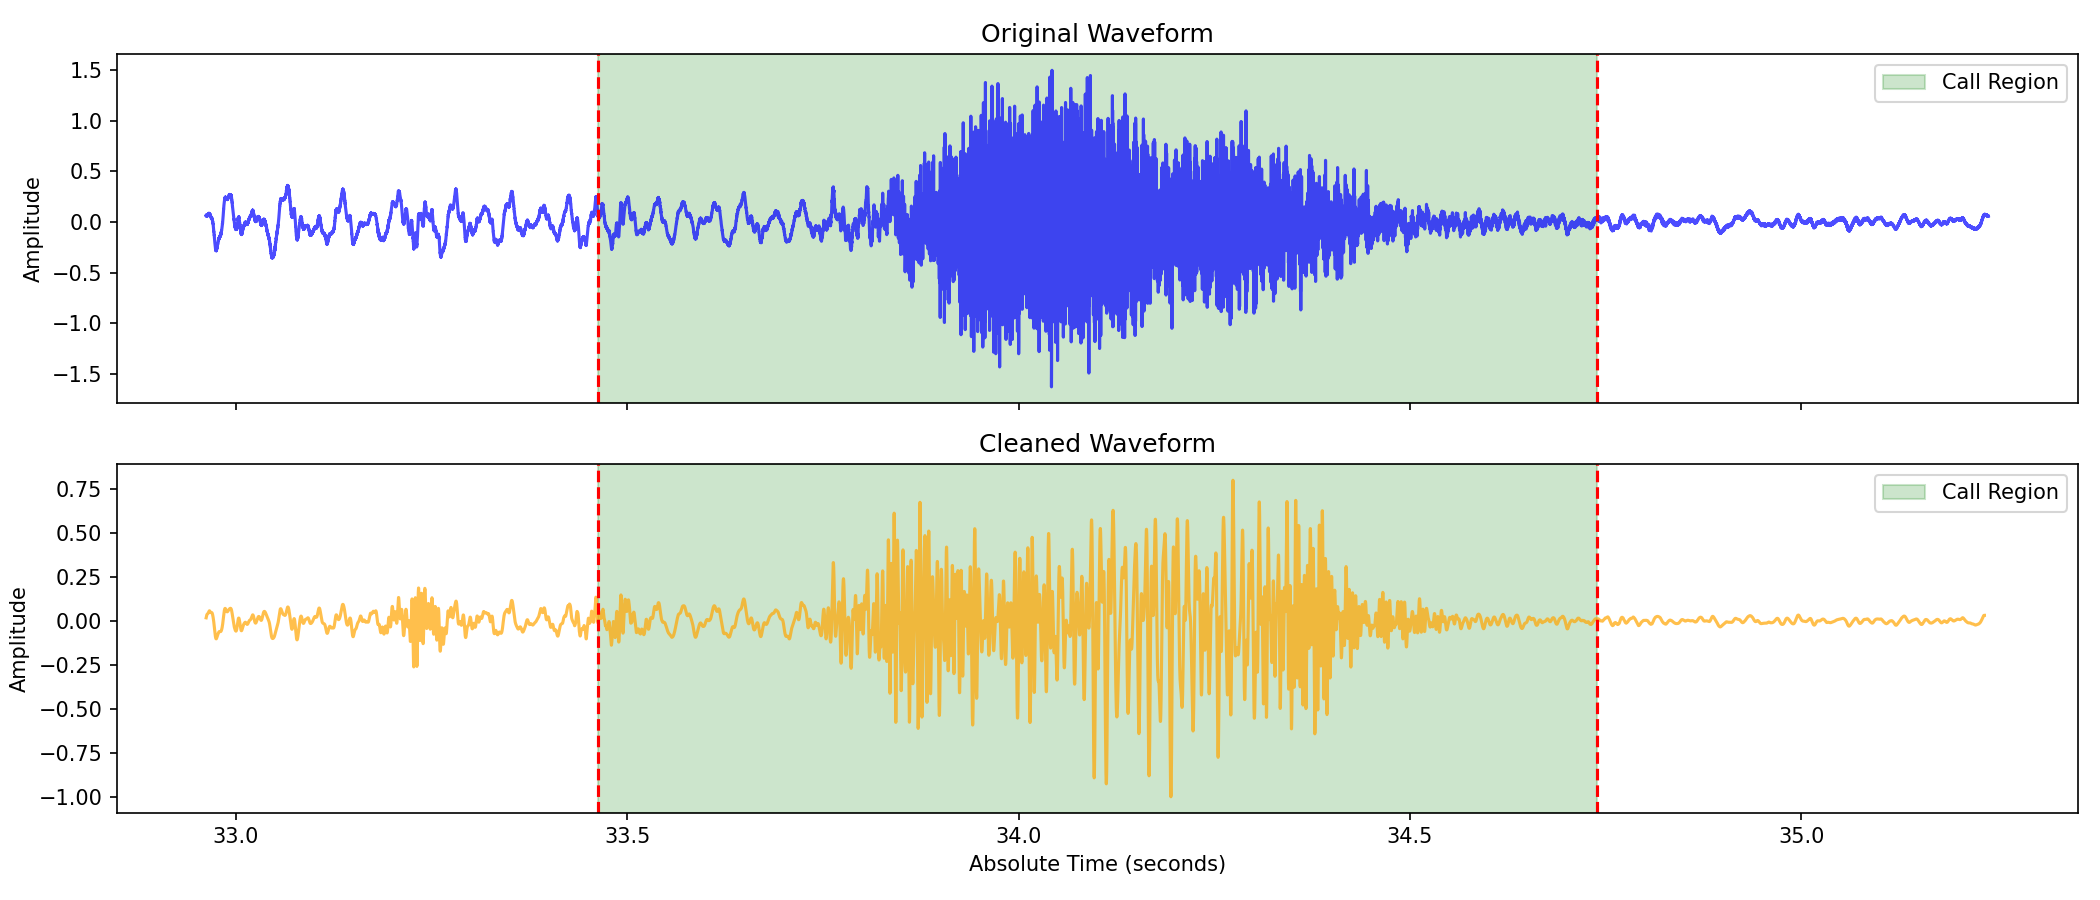 Original Waveform
Call Region
Amplitude
1.5
1.0
0.5
0.0
−0.5
−1.0
−1.5
Cleaned Waveform
Call Region
Amplitude
0.75
0.50
0.25
0.00
−0.25
−0.50
−0.75
−1.00
33.0 33.5 34.0 34.5 35.0
Absolute Time (seconds)